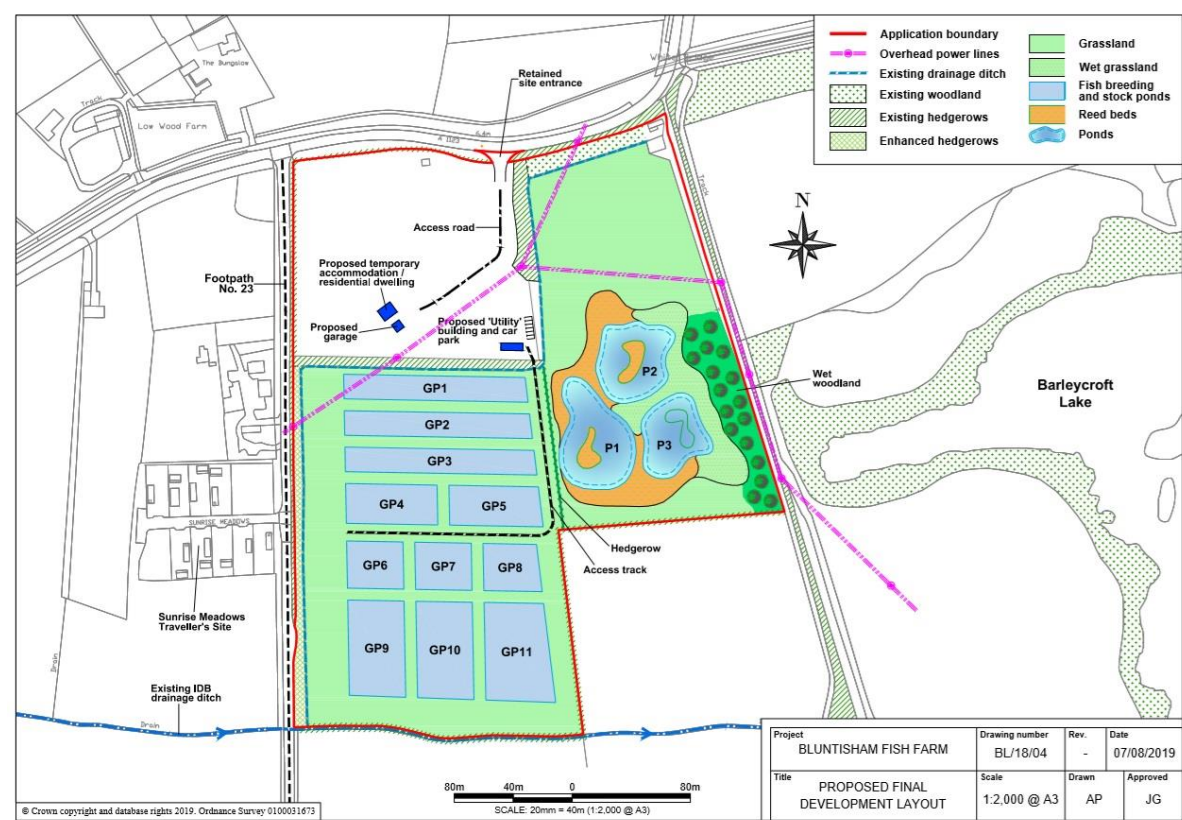 The Bungalow
Track
Low Wood Farm
Retained
site entrance
A 1123
5.4m
Application boundary
Overhead power lines
Existing drainage ditch
Existing woodland
Existing hedgerows
Enhanced hedgerows
Grassland
Wet grassland
Fish breeding
and stock ponds
Reed beds
Ponds
Track
N
Access road
Footpath
No. 23
Proposed temporary
accommodation /
residential dwelling
Proposed
garage
Proposed 'Utility'
building and car
park
P2
P1
P3
Wet
woodland
Barleycroft
Lake
GP1
GP2
GP3
GP4
GP5
GP6
GP7
GP8
GP9
GP10
GP11
Hedgerow
Access track
SUNRISE MEADOWS
Sunrise Meadows
Traveller's Site
Drain
Existing IDB
drainage ditch
Drain
80m
40m
0
80m
SCALE: 20mm = 40m (1:2,000 @ A3)
© Crown copyright and database rights 2019. Ordnance Survey 0100031673
Project
BLUNTISHAM FISH FARM
Drawing number
BL/18/04
Rev.
-
Date
07/08/2019
Title
PROPOSED FINAL
DEVELOPMENT LAYOUT
Scale
1:2,000 @ A3
Drawn
AP
Approved
JG